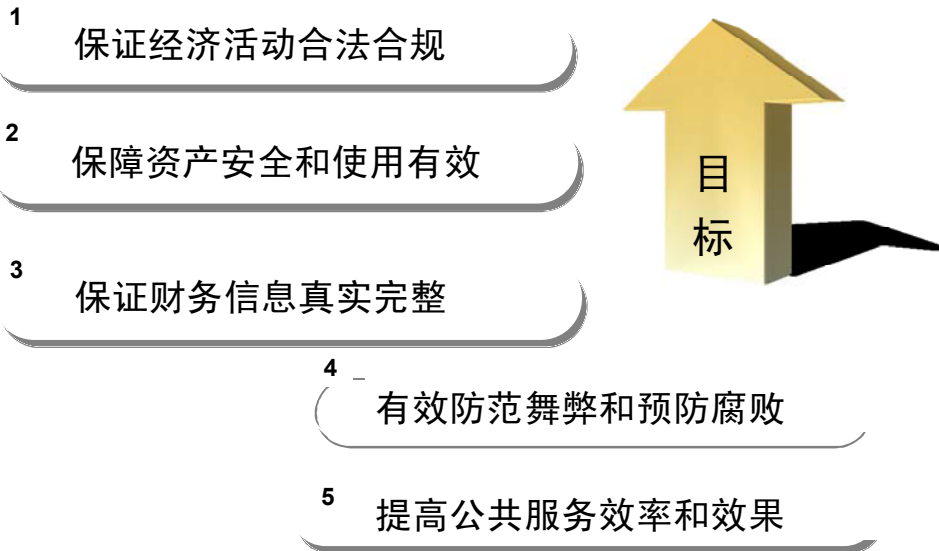 1
保证经济活动合法合规
2
保障资产安全和使用有效
3
保证财务信息真实完整
4
有效防范舞弊和预防腐败
5
提高公共服务效率和效果
目
标